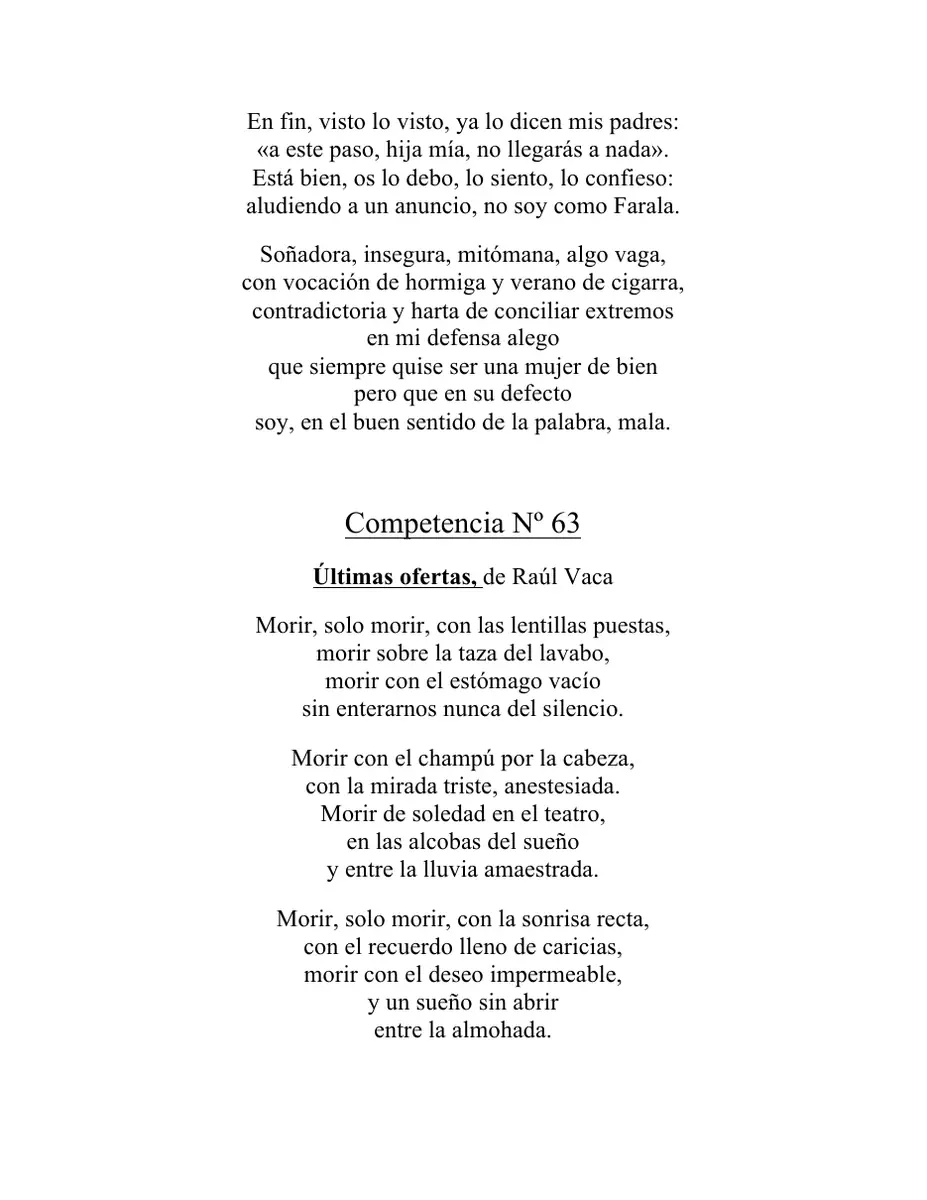 En fin, visto lo visto, ya lo dicen mis padres:
«a este paso, hija mía, no llegarás a nada».
Está bien, os lo debo, lo siento, lo confieso:
aludiendo a un anuncio, no soy como Farala.
Soñadora, insegura, mitómana, algo vaga,
con vocación de hormiga y verano de cigarra,
contradictoria y harta de conciliar extremos
en mi defensa alego
que siempre quise ser una mujer de bien
pero que en su defecto
soy, en el buen sentido de la palabra, mala.
Competencia Nº 63
Últimas ofertas, de Raúl Vaca
Morir, solo morir, con las lentillas puestas,
morir sobre la taza del lavabo,
morir con el estómago vacío
sin enterarnos nunca del silencio.
Morir con el champú por la cabeza,
con la mirada triste, anestesiada.
Morir de soledad en el teatro,
en las alcobas del sueño
y entre la lluvia amaestrada.
Morir, solo morir, con la sonrisa recta,
con el recuerdo lleno de caricias,
morir con el deseo impermeable,
y un sueño sin abrir
entre la almohada.